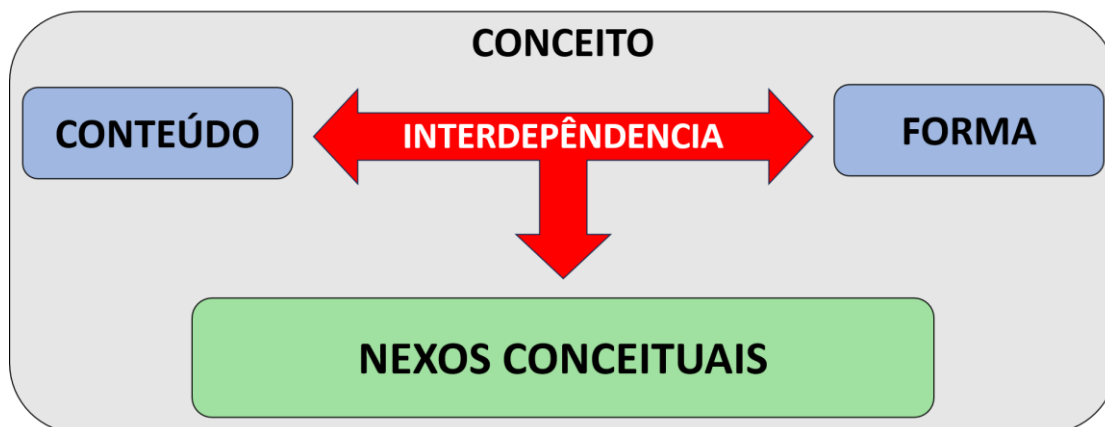 CONCEITO
CONTEÚDO
INTERDEPÊNDENCIA
FORMA
NEXOS CONCEITUAIS